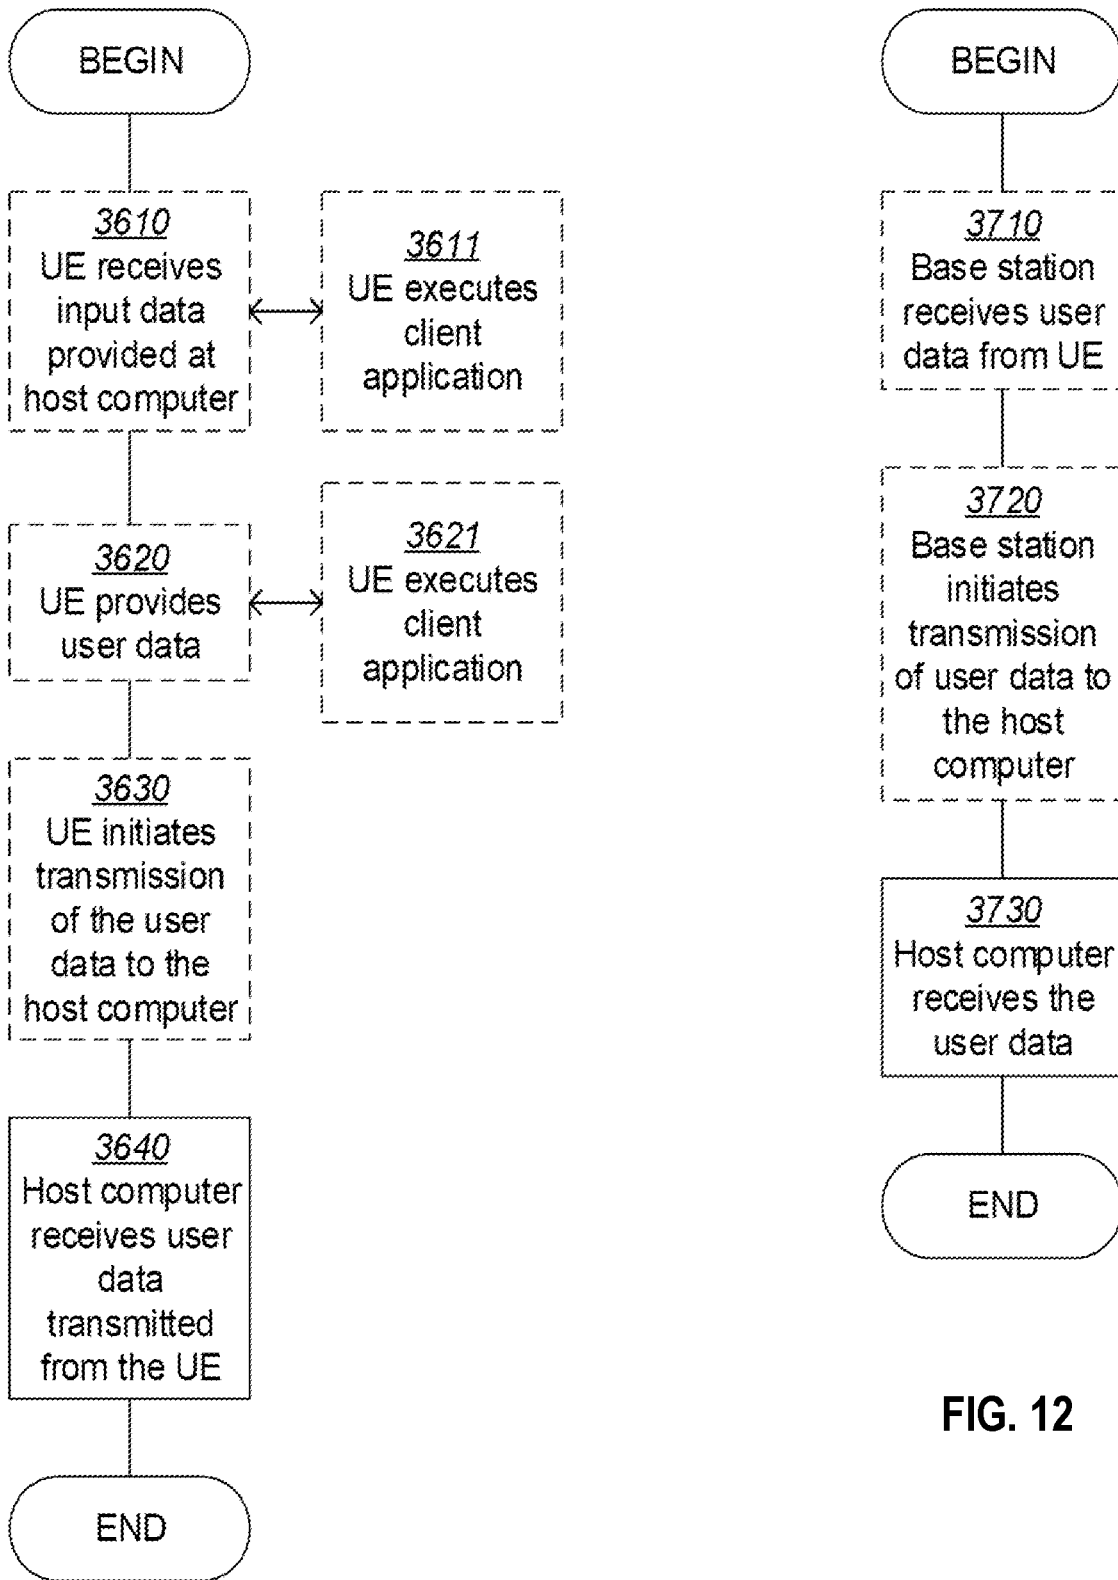 BEGIN
3610
UE receives
input data
provided at
host computer
3611
UE executes
client
application
3620
UE provides
user data
3621
UE executes
client
application
3630
UE initiates
transmission
of the user
data to the
host computer
3640
Host computer
receives user
data
transmitted
from the UE
END
BEGIN
3710
Base station
receives user
data from UE
3720
Base station
initiates
transmission
of user data to
the host
computer
3730
Host computer
receives the
user data
END
FIG. 12